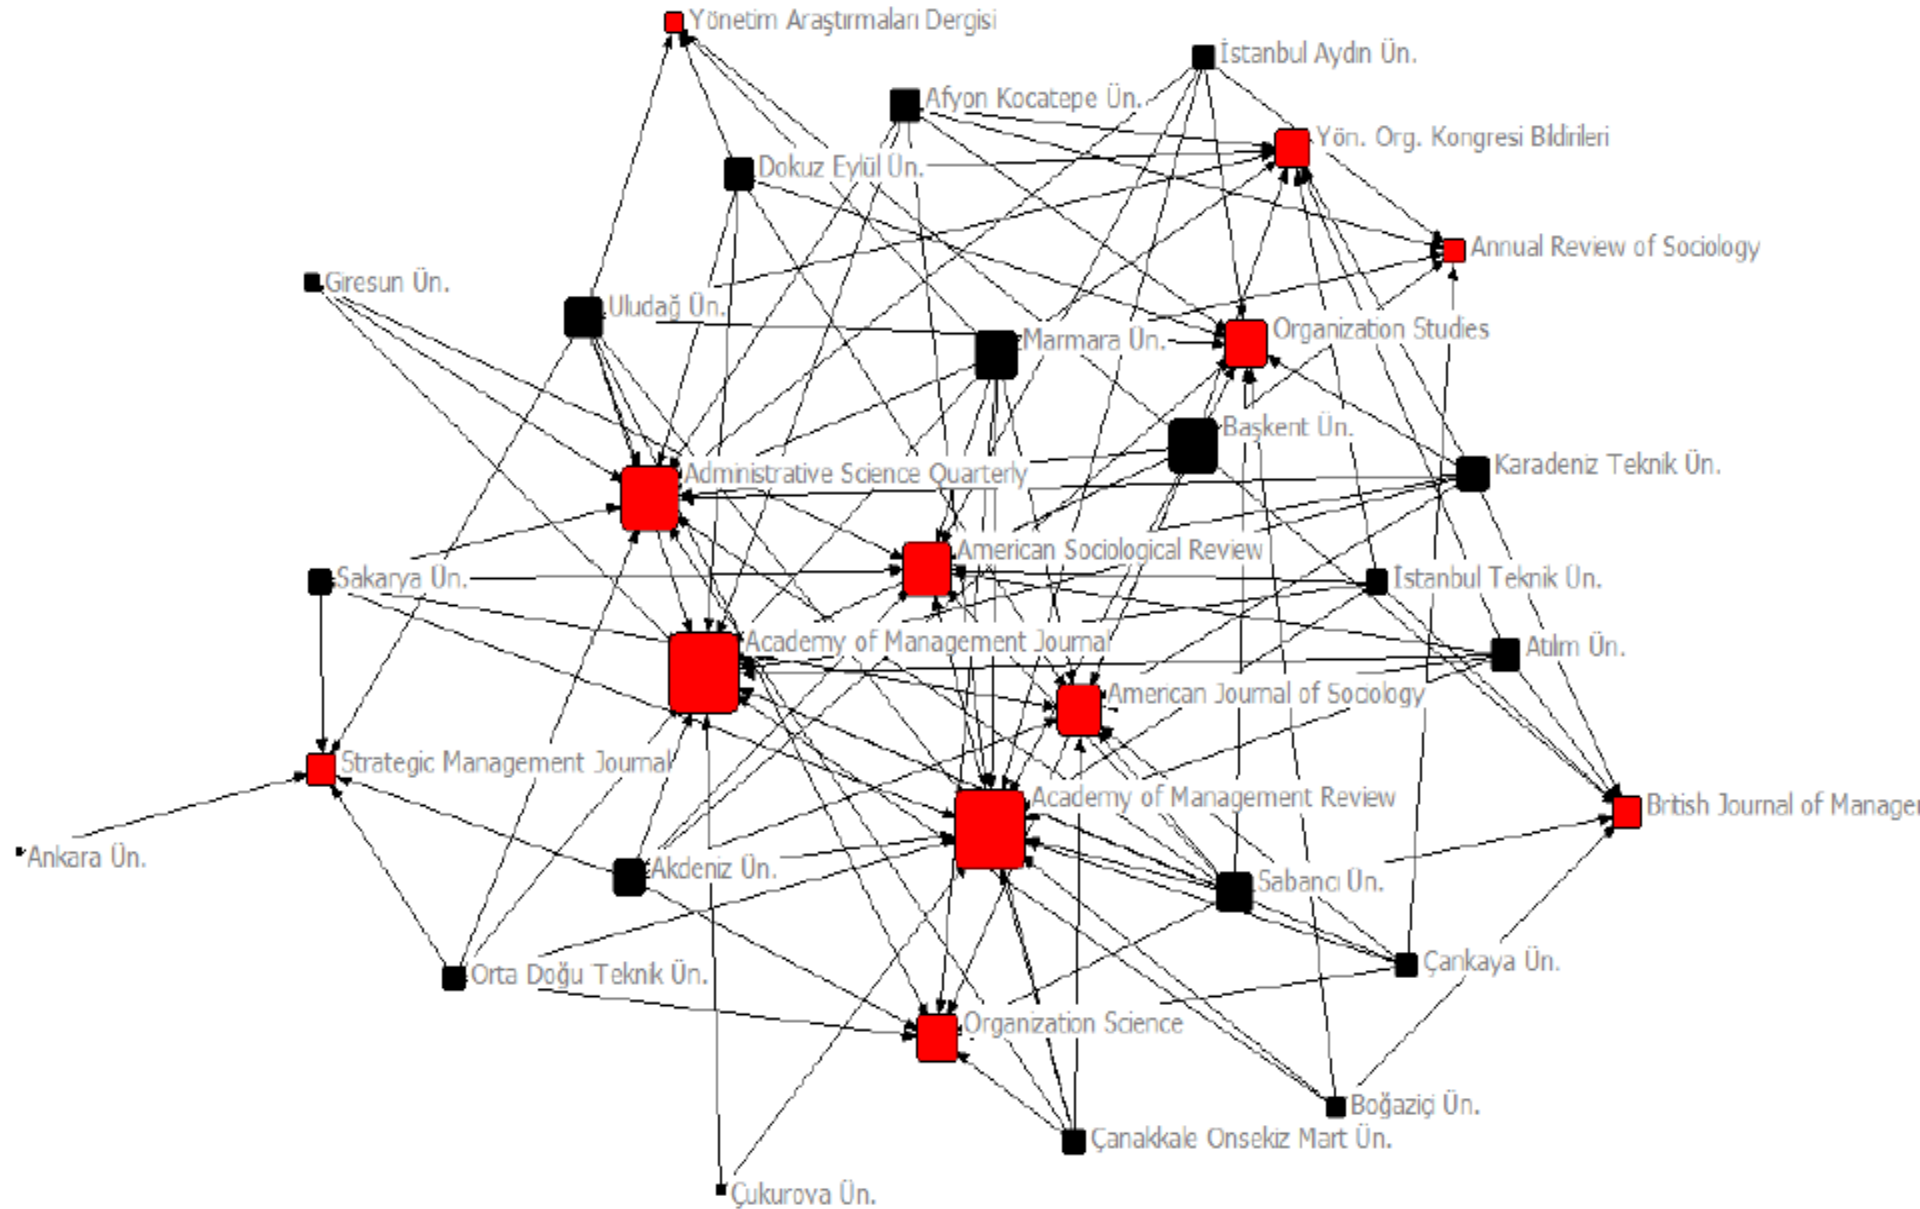 Yönetim Araştırmaları Dergisi
İstanbul Aydın Ün.
Afyon Kocatepe Ün.
Yön. Org. Kongresi Bildirileri
Dokuz Eylül Ün.
Annual Review of Sociology
Giresun Ün.
Uludağ Ün.
Organization Studies
Marmara Ün.
Başkent Ün.
Karadeniz Teknik Ün.
Administrative Science Quarterly
American Sociological Review
Sakarya Ün.
İstanbul Teknik Ün.
Academy of Management Journal
Atılım Ün.
American Journal of Sociology
Strategic Management Journal
Academy of Management Review
British Journal of Manager
Ankara Ün.
Akdeniz Ün.
Sabancı Ün.
Çankaya Ün.
Orta Doğu Teknik Ün.
Organization Science
Boğaziçi Ün.
Çanakkale Onsekiz Mart Ün.
Çukurova Ün.